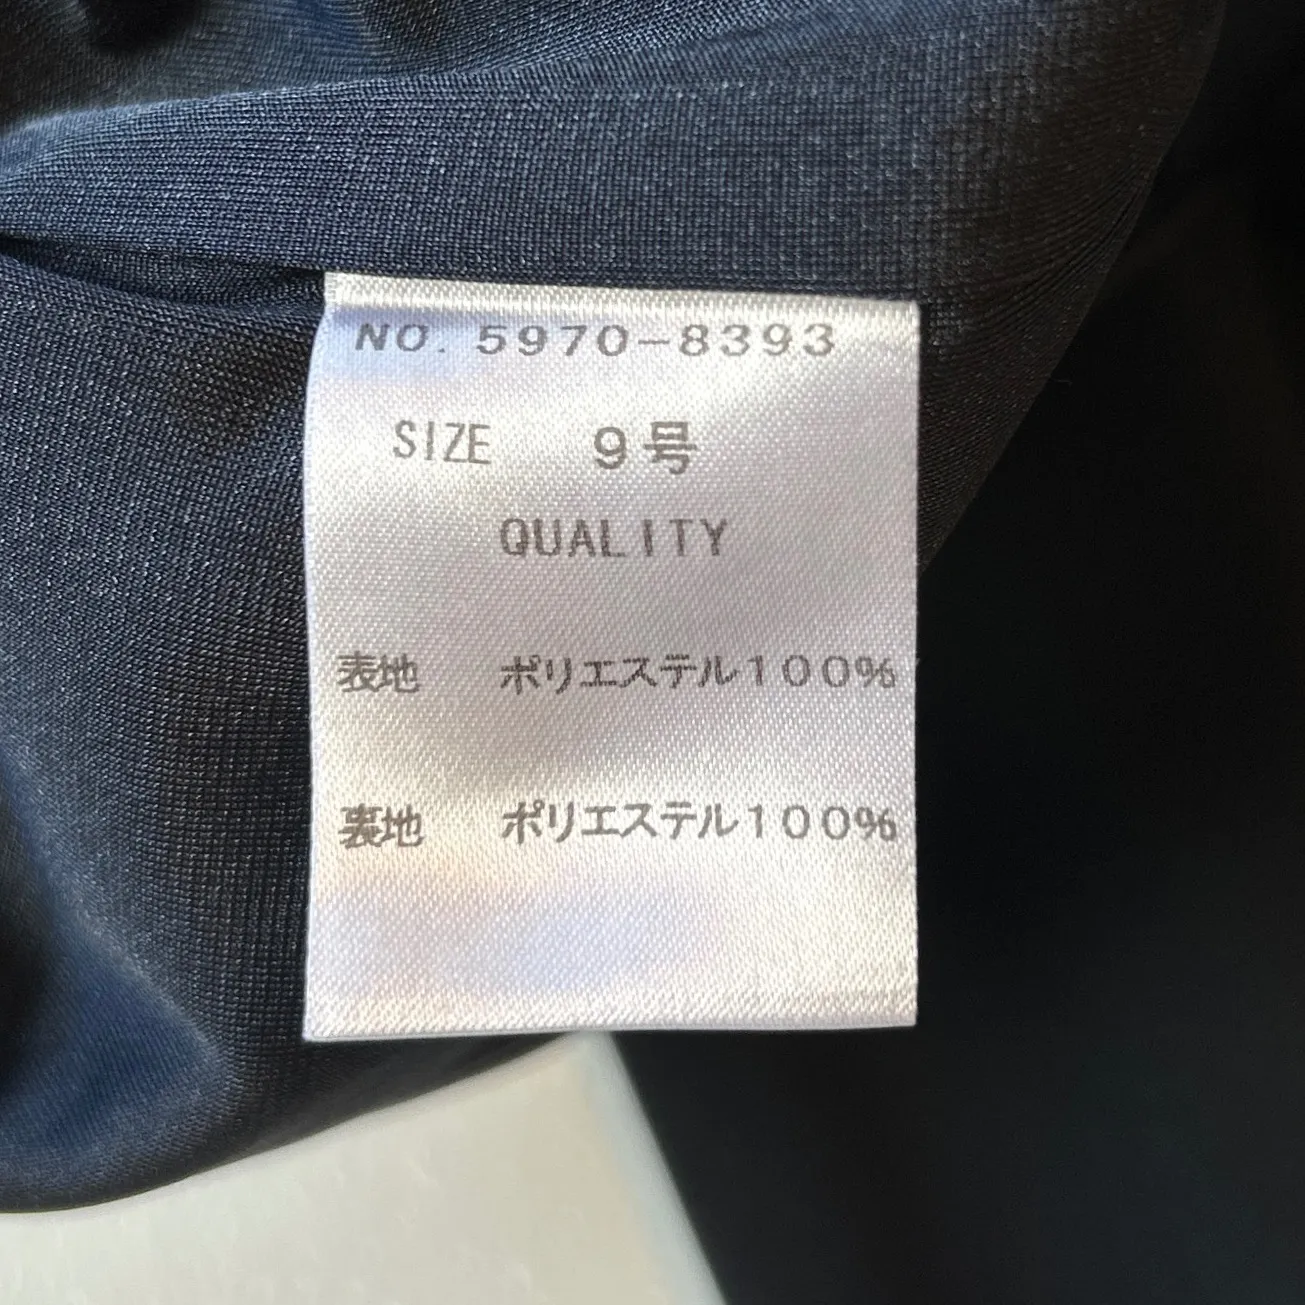 NO. 5970-8393
SIZE 9号
QUALITY
表地 ポリエステル100%
裏地 ポリエステル100%